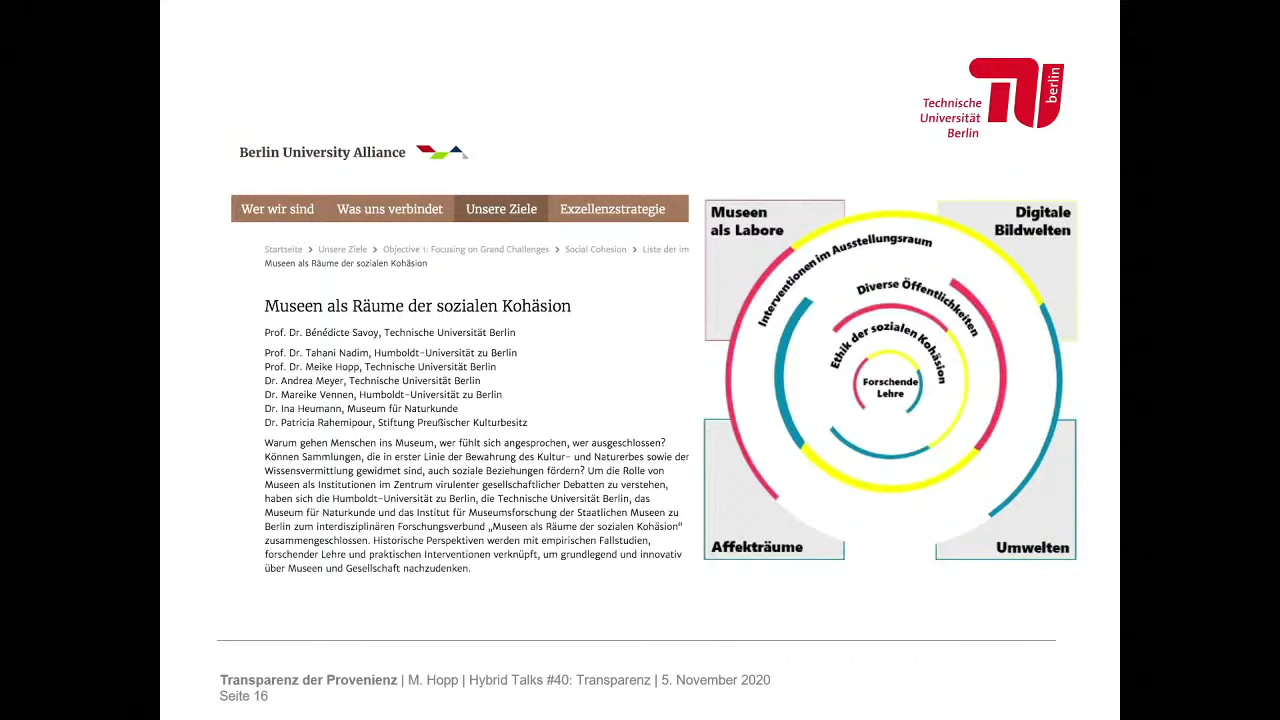 Technische
Universität
Berlin
berlin
Berlin University Alliance
Wer wir sind Was uns verbindet Unsere Ziele Exzellenzstrategie
Startseite > Unsere Ziele > Objective 1: Focusing on Grand Challenges > Social Cohesion > Liste der im
Museen als Räume der sozialen Kohäsion
Museen als Räume der sozialen Kohäsion
Prof. Dr. Bénédicte Savoy, Technische Universität Berlin
Prof. Dr. Tahani Nadim, Humboldt-Universität zu Berlin
Prof. Dr. Meike Hopp, Technische Universität Berlin
Dr. Andrea Meyer, Technische Universität Berlin
Dr. Mareike Vennen, Humboldt-Universität zu Berlin
Dr. Ina Heumann, Museum für Naturkunde
Dr. Patricia Rahemipour, Stiftung Preußischer Kulturbesitz
Warum gehen Menschen ins Museum, wer fühlt sich angesprochen, wer ausgeschlossen?
Können Sammlungen, die in erster Linie der Bewahrung des Kultur- und Naturerbes sowie der
Wissensvermittlung gewidmet sind, auch soziale Beziehungen fördern? Um die Rolle von
Museen als Institutionen im Zentrum virulenter gesellschaftlicher Debatten zu verstehen,
haben sich die Humboldt-Universität zu Berlin, die Technische Universität Berlin, das
Museum für Naturkunde und das Institut für Museumsforschung der Staatlichen Museen zu
Berlin zum interdisziplinären Forschungsverbund „Museen als Räume der sozialen Kohäsion“
zusammengeschlossen. Historische Perspektiven werden mit empirischen Fallstudien,
forschender Lehre und praktischen Interventionen verknüpft, um grundlegend und innovativ
über Museen und Gesellschaft nachzudenken.
Museen
als Labore
Digitale
Bildwelten
Interventionen im Ausstellungsraum
Diverse Öffentlichkeiten
Ethik der sozialen Kohäsion
Forschende
Lehre
Affekträume
Umwelten
Transparenz der Provenienz | M. Hopp | Hybrid Talks #40: Transparenz | 5. November 2020
Seite 16